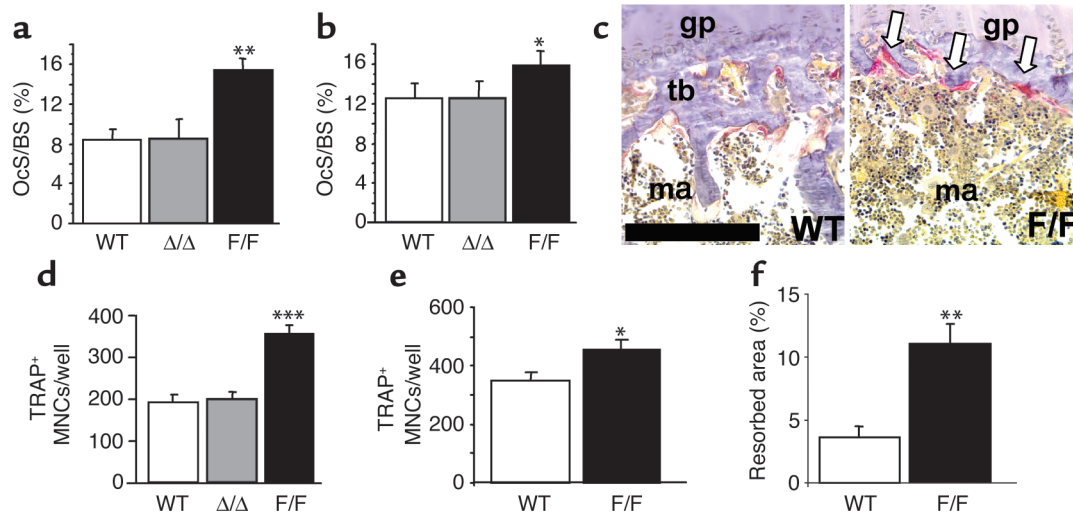 a
**
OcS/BS (%)
16
12
8
4
0
WT Δ/Δ F/F
b
*
OcS/BS (%)
16
12
8
4
0
WT Δ/Δ F/F
c
gp
tb
ma
WT
gp
ma
F/F
d
***
TRAP⁺
MNCs/well
400
300
200
100
0
WT Δ/Δ F/F
e
*
TRAP⁺
MNCs/well
600
400
200
0
WT F/F
f
**
Resorbed area (%)
15
10
5
0
WT F/F